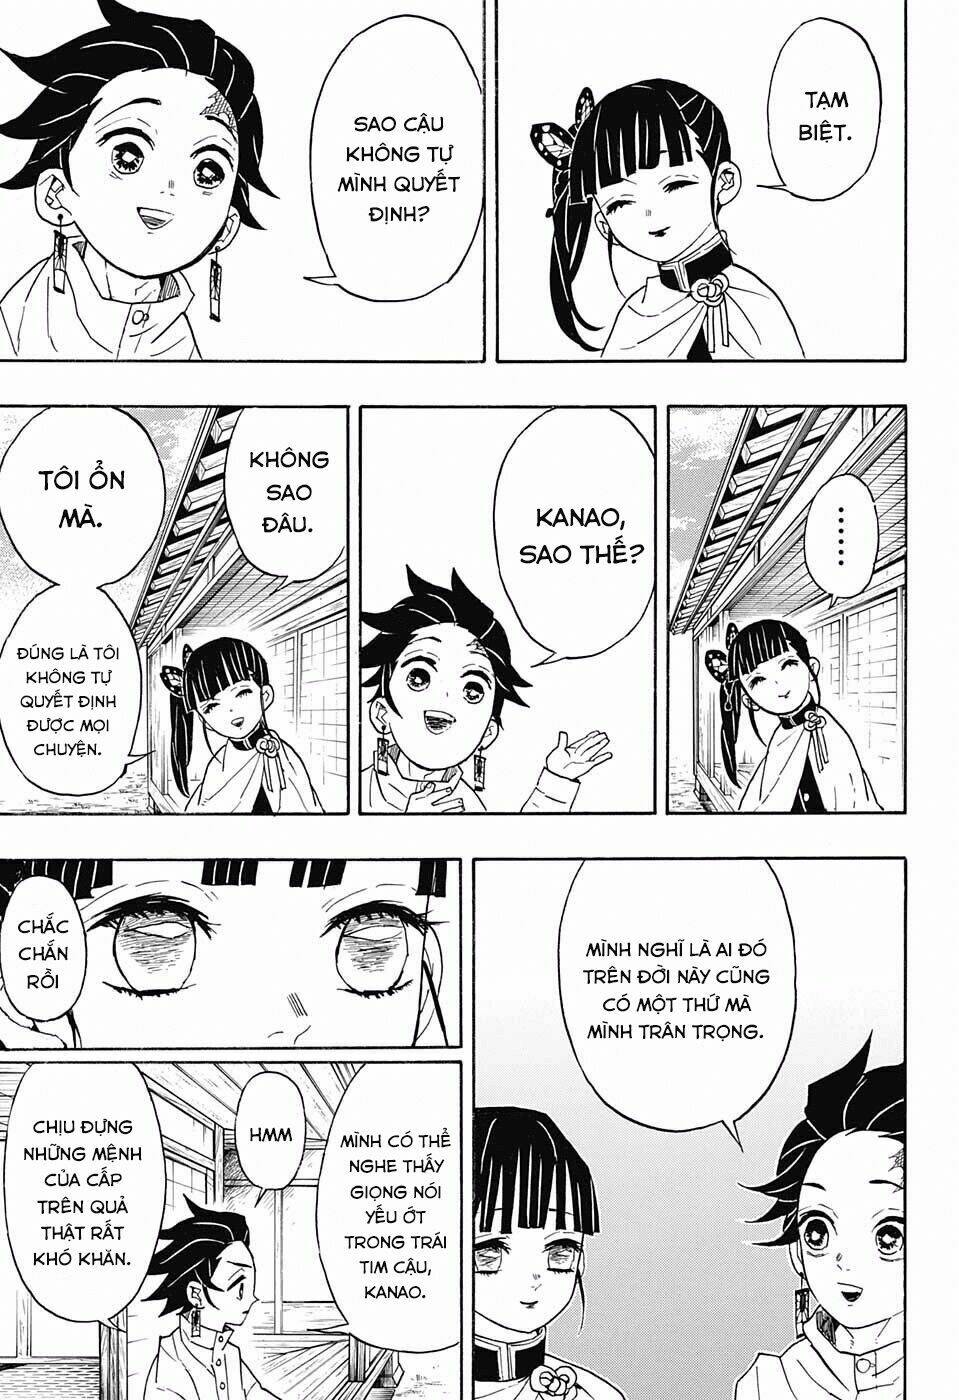 TẠM
BIỆT.
SAO CẬU
KHÔNG TỰ
MÌNH QUYẾT
ĐỊNH?
......
KANAO,
SAO THẾ?
KHÔNG
SAO
ĐÂU.
TÔI ỔN
MÀ.
ĐÚNG LÀ TÔI
KHÔNG TỰ
QUYẾT ĐỊNH
ĐƯỢC MỌI
CHUYỆN.
MÌNH NGHĨ LÀ AI ĐÓ
TRÊN ĐỜI NÀY CŨNG
CÓ MỘT THỨ MÀ
MÌNH TRÂN TRỌNG.
CHẮC
CHẮN
RỒI
MÌNH CÓ THỂ
NGHE THẤY
GIỌNG NÓI
YẾU ỚT
TRONG TRÁI
TIM CẬU,
KANAO.
HMM
CHỊU ĐỰNG
NHỮNG MỆNH
CỦA CẤP
TRÊN QUẢ
THẬT RẤT
KHÓ KHĂN.